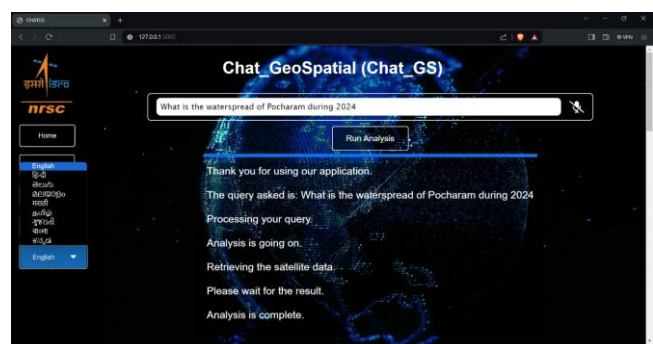 CHATGS
127.0.0.1:5000
VPN
इसरो isro
nrsc
Chat_GeoSpatial (Chat_GS)
What is the waterspread of Pocharam during 2024
Home
Run Analysis
English
हिन्दी
తెలుగు
മലയാളം
मराठी
தமிழ்
ગુજરાતી
বাংলা
ಕನ್ನಡ
English
Thank you for using our application.
The query asked is: What is the waterspread of Pocharam during 2024
Processing your query.
Analysis is going on.
Retrieving the satellite data.
Please wait for the result.
Analysis is complete.